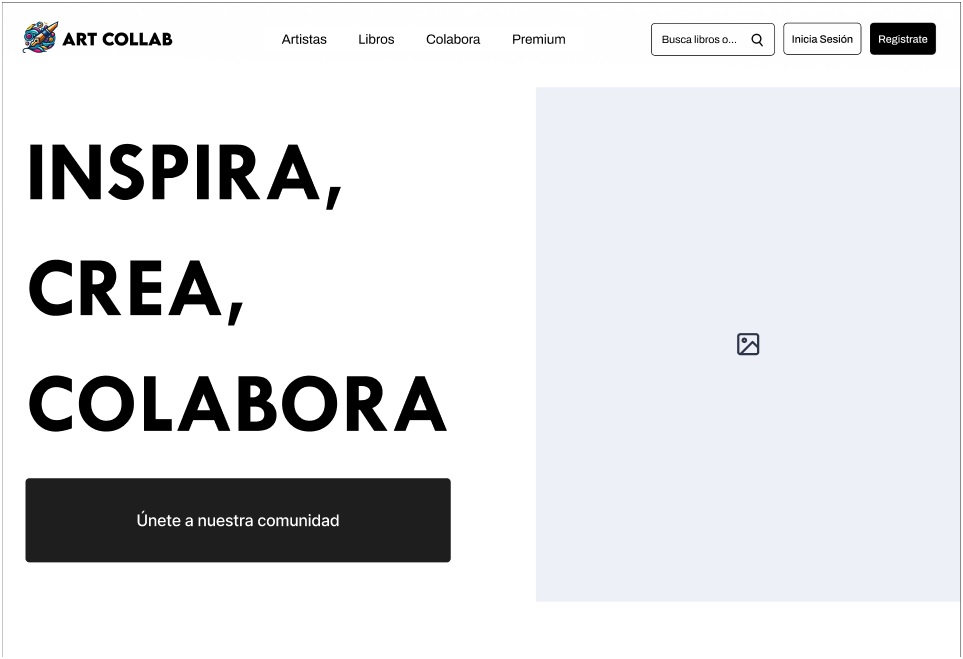 ART COLLAB
Artistas Libros Colabora Premium
Busca libros o...
Inicia Sesión
Registrate
INSPIRA,
CREA,
COLABORA
Únete a nuestra comunidad